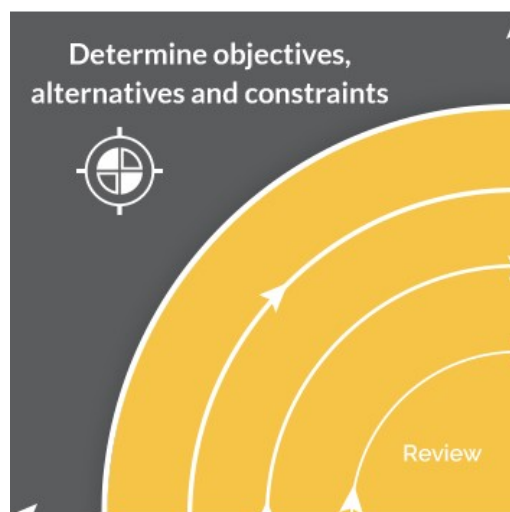 Determine objectives,
alternatives and constraints
Review